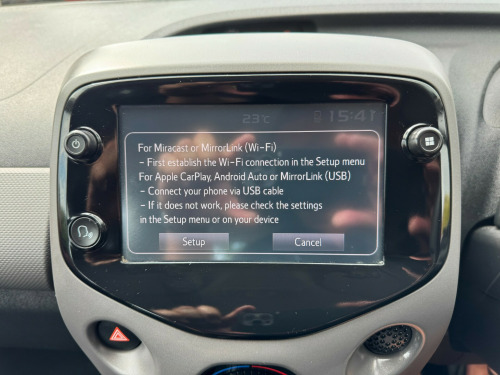 23°C 15:41
For Miracast or MirrorLink (Wi-Fi)
- First establish the Wi-Fi connection in the Setup menu
For Apple CarPlay, Android Auto or MirrorLink (USB)
- Connect your phone via USB cable
- If it does not work, please check the settings
in the Setup menu or on your device
Setup Cancel